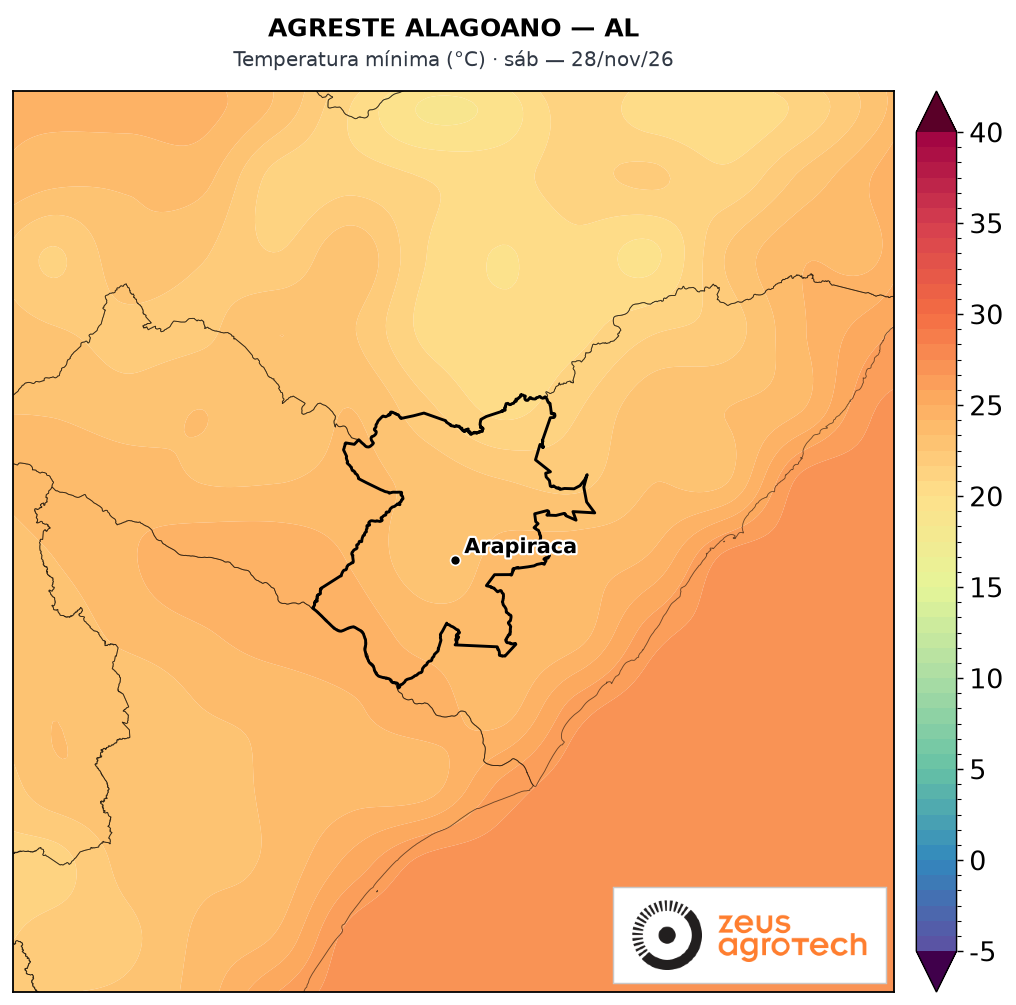 AGRESTE ALAGOANO — AL
Temperatura mínima (°C) · sáb — 28/nov/26
40
35
30
25
20
15
10
5
0
-5
Arapiraca
zeus
agrotech